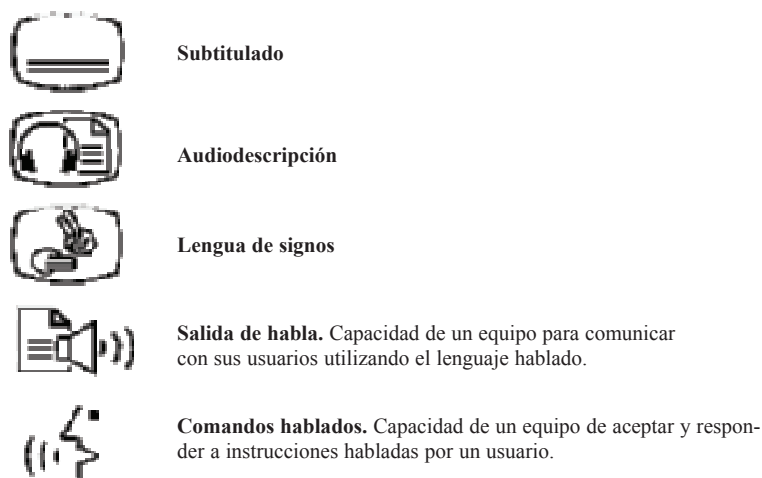 Subtitulado
Audiodescripción
Lengua de signos
Salida de habla. Capacidad de un equipo para comunicar
con sus usuarios utilizando el lenguaje hablado.
Comandos hablados. Capacidad de un equipo de aceptar y respon-
der a instrucciones habladas por un usuario.